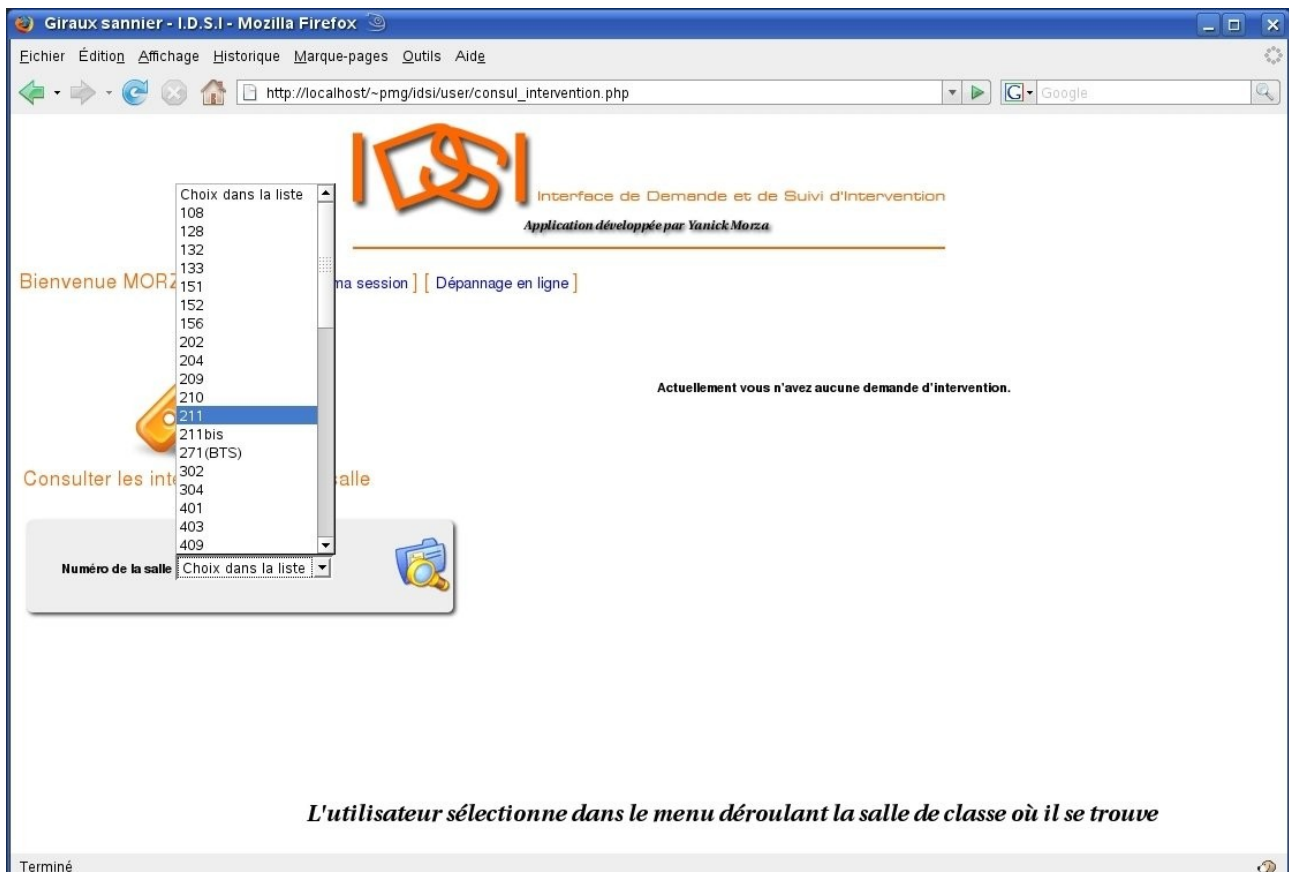 Giraux sannier - I.D.S.I - Mozilla Firefox
Fichier Édition Affichage Historique Marque-pages Outils Aide
http://localhost/~pmg/idsi/user/consul_intervention.php
G Google
IDSI
Interface de Demande et de Suivi d'Intervention
Application développée par Yanick Morza
Bienvenue MORZ
ma session ] [ Dépannage en ligne ]
Choix dans la liste
108
128
132
133
151
152
156
202
204
209
210
211
211bis
271(BTS)
302
304
401
403
409
Actuellement vous n'avez aucune demande d'intervention.
Consulter les inte
salle
Numéro de la salle Choix dans la liste
L'utilisateur sélectionne dans le menu déroulant la salle de classe où il se trouve
Terminé